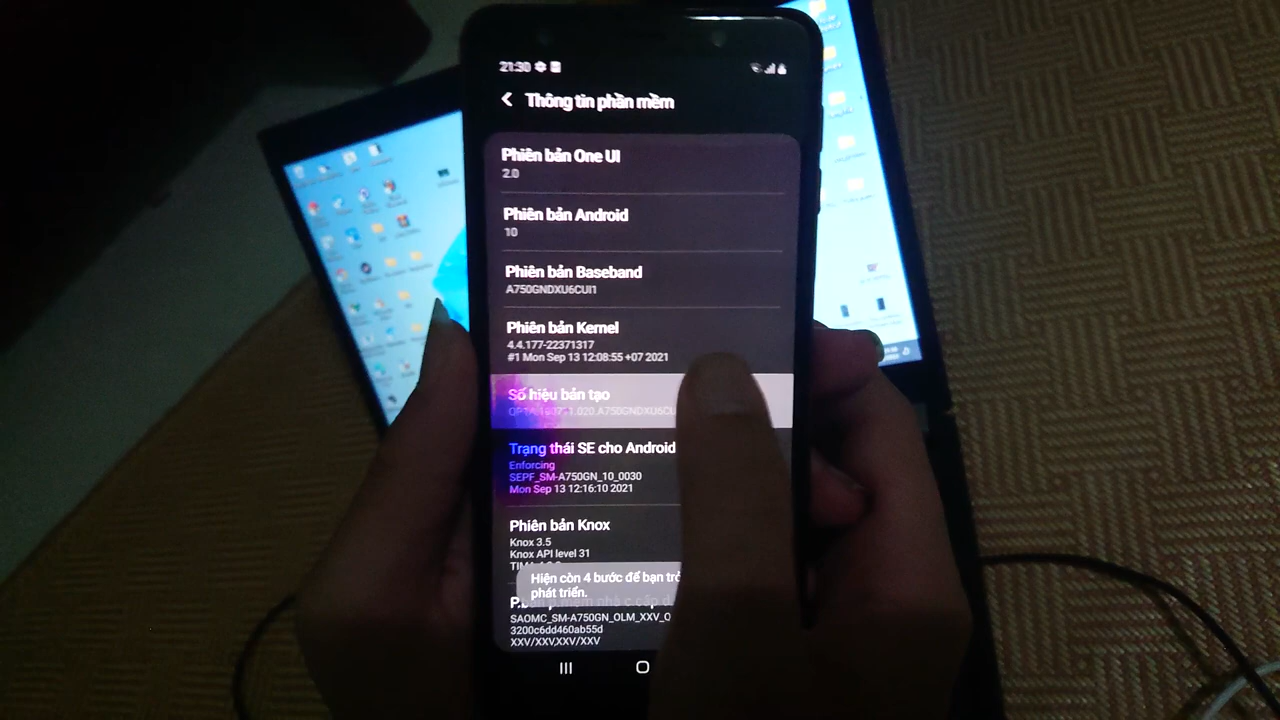 21:30
Thông tin phần mềm
Phiên bản One UI
2.0
Phiên bản Android
10
Phiên bản Baseband
A750GNDXU6CUI1
Phiên bản Kernel
4.4.177-22371317
#1 Mon Sep 13 12:08:55 +07 2021
Số hiệu bản tạo
Trạng thái SE cho Android
Enforcing
SEPF_SM-A750GN_10_0030
Mon Sep 13 12:16:10 2021
Phiên bản Knox
Knox 3.5
Knox API level 31
Hiện còn 4 bước để bạn trở
phát triển.
SAOMC_SM-A750GN_OLM_XXV_Q
3200c6dd460ab55d
XXV/XXV,XXV/XXV